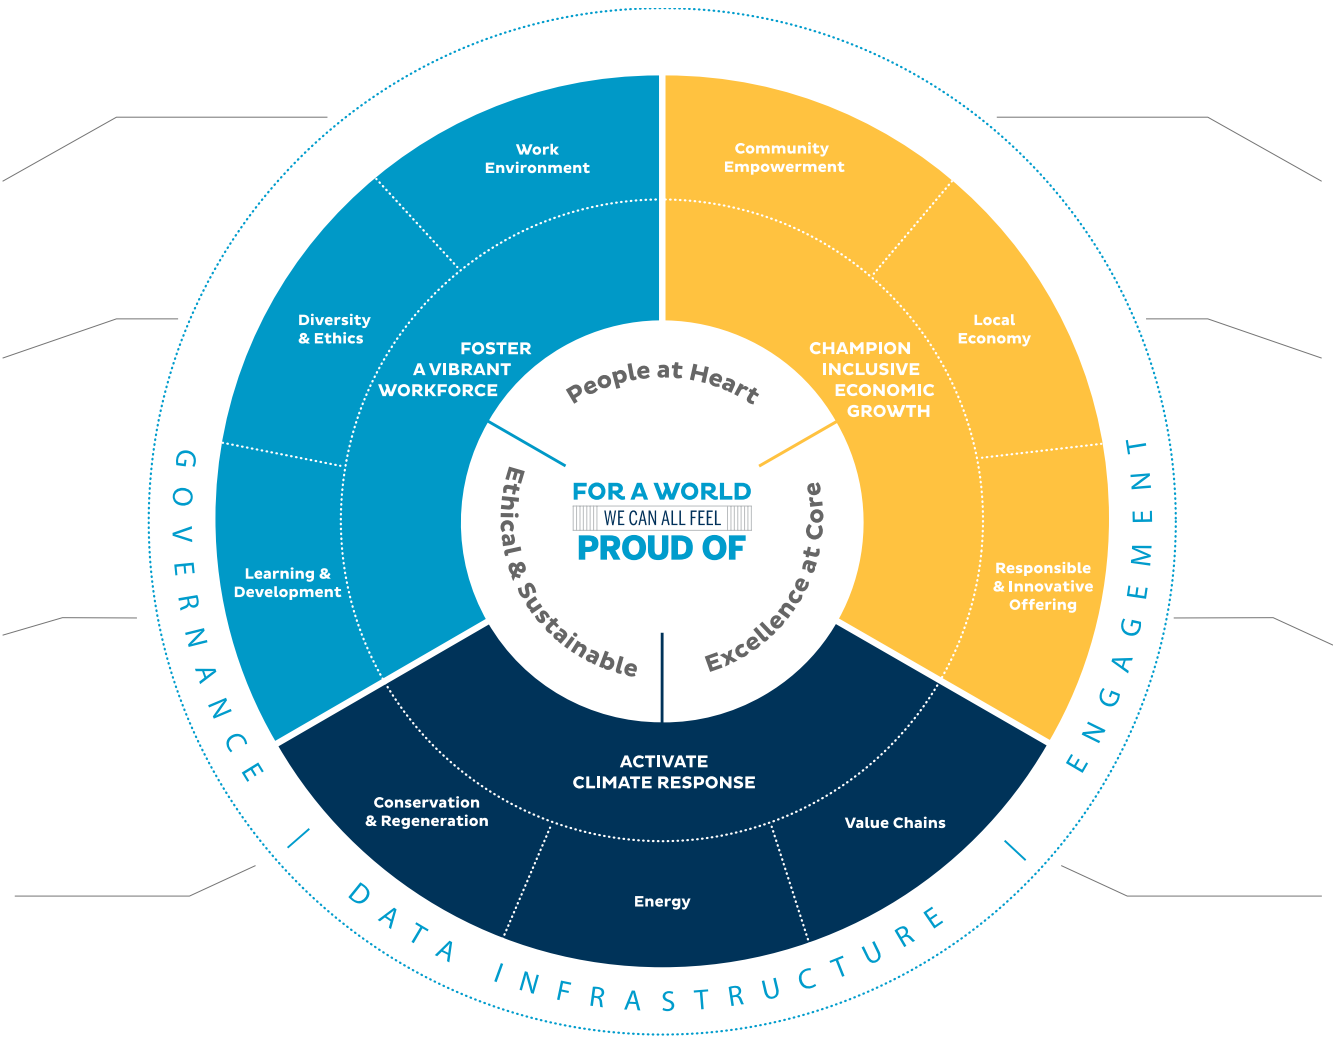 Work
Environment
Community
Empowerment
Diversity
& Ethics
Local
Economy
FOSTER
A VIBRANT
WORKFORCE
CHAMPION
INCLUSIVE
ECONOMIC
GROWTH
People at Heart
Ethical & Sustainable
Excellence at Core
FOR A WORLD
WE CAN ALL FEEL
PROUD OF
Learning &
Development
Responsible
& Innovative
Offering
ACTIVATE
CLIMATE RESPONSE
Conservation
& Regeneration
Energy
Value Chains
GOVERNANCE | DATA INFRASTRUCTURE | ENGAGEMENT